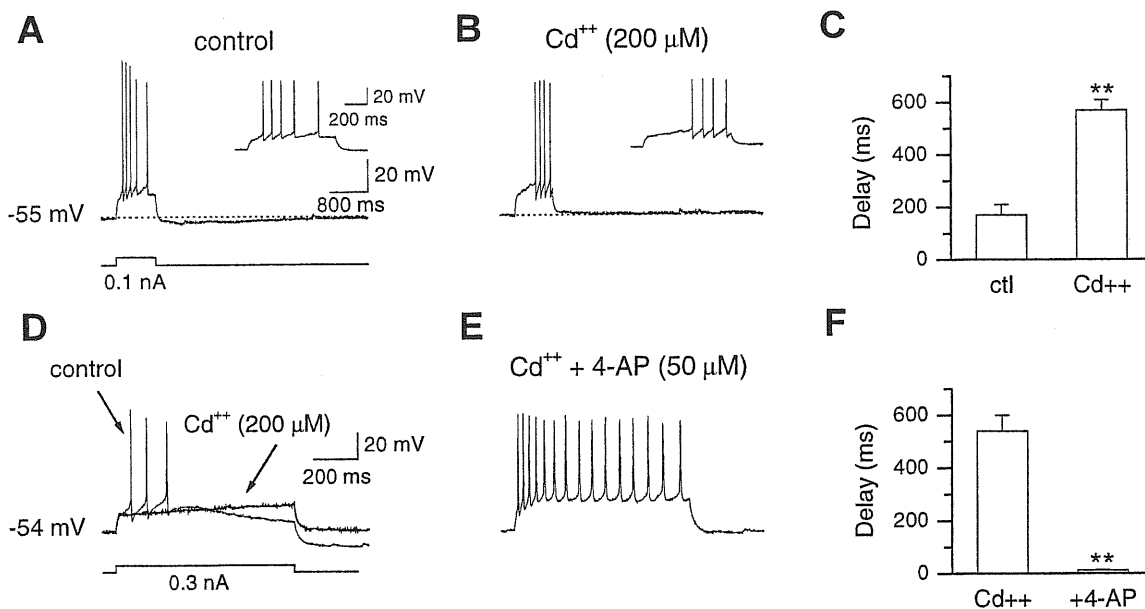 A
control
20 mV
200 ms
20 mV
800 ms
-55 mV
0.1 nA
B
Cd++ (200 µM)
C
Delay (ms)
600
400
200
0
**
ctl
Cd++
D
control
Cd++ (200 µM)
20 mV
200 ms
-54 mV
0.3 nA
E
Cd++ + 4-AP (50 µM)
F
Delay (ms)
600
400
200
0
**
Cd++
+4-AP